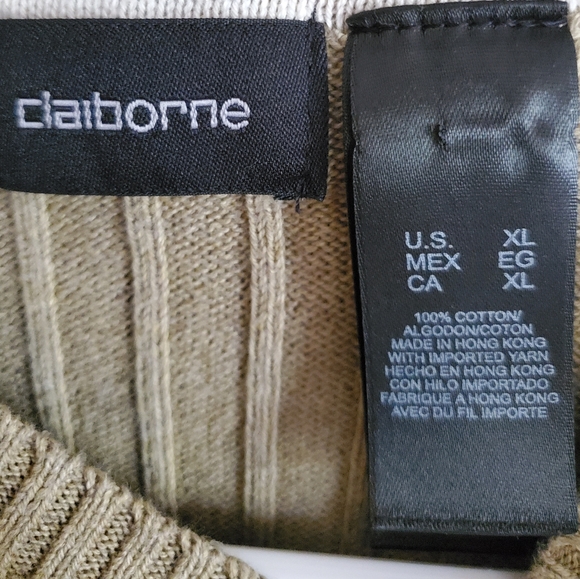 claiborne
U.S. XL
MEX EG
CA XL
100% COTTON/
ALGODON/COTON
MADE IN HONG KONG
WITH IMPORTED YARN
HECHO EN HONG KONG
CON HILO IMPORTADO
FABRIQUE A HONG KONG
AVEC DU FIL IMPORTE